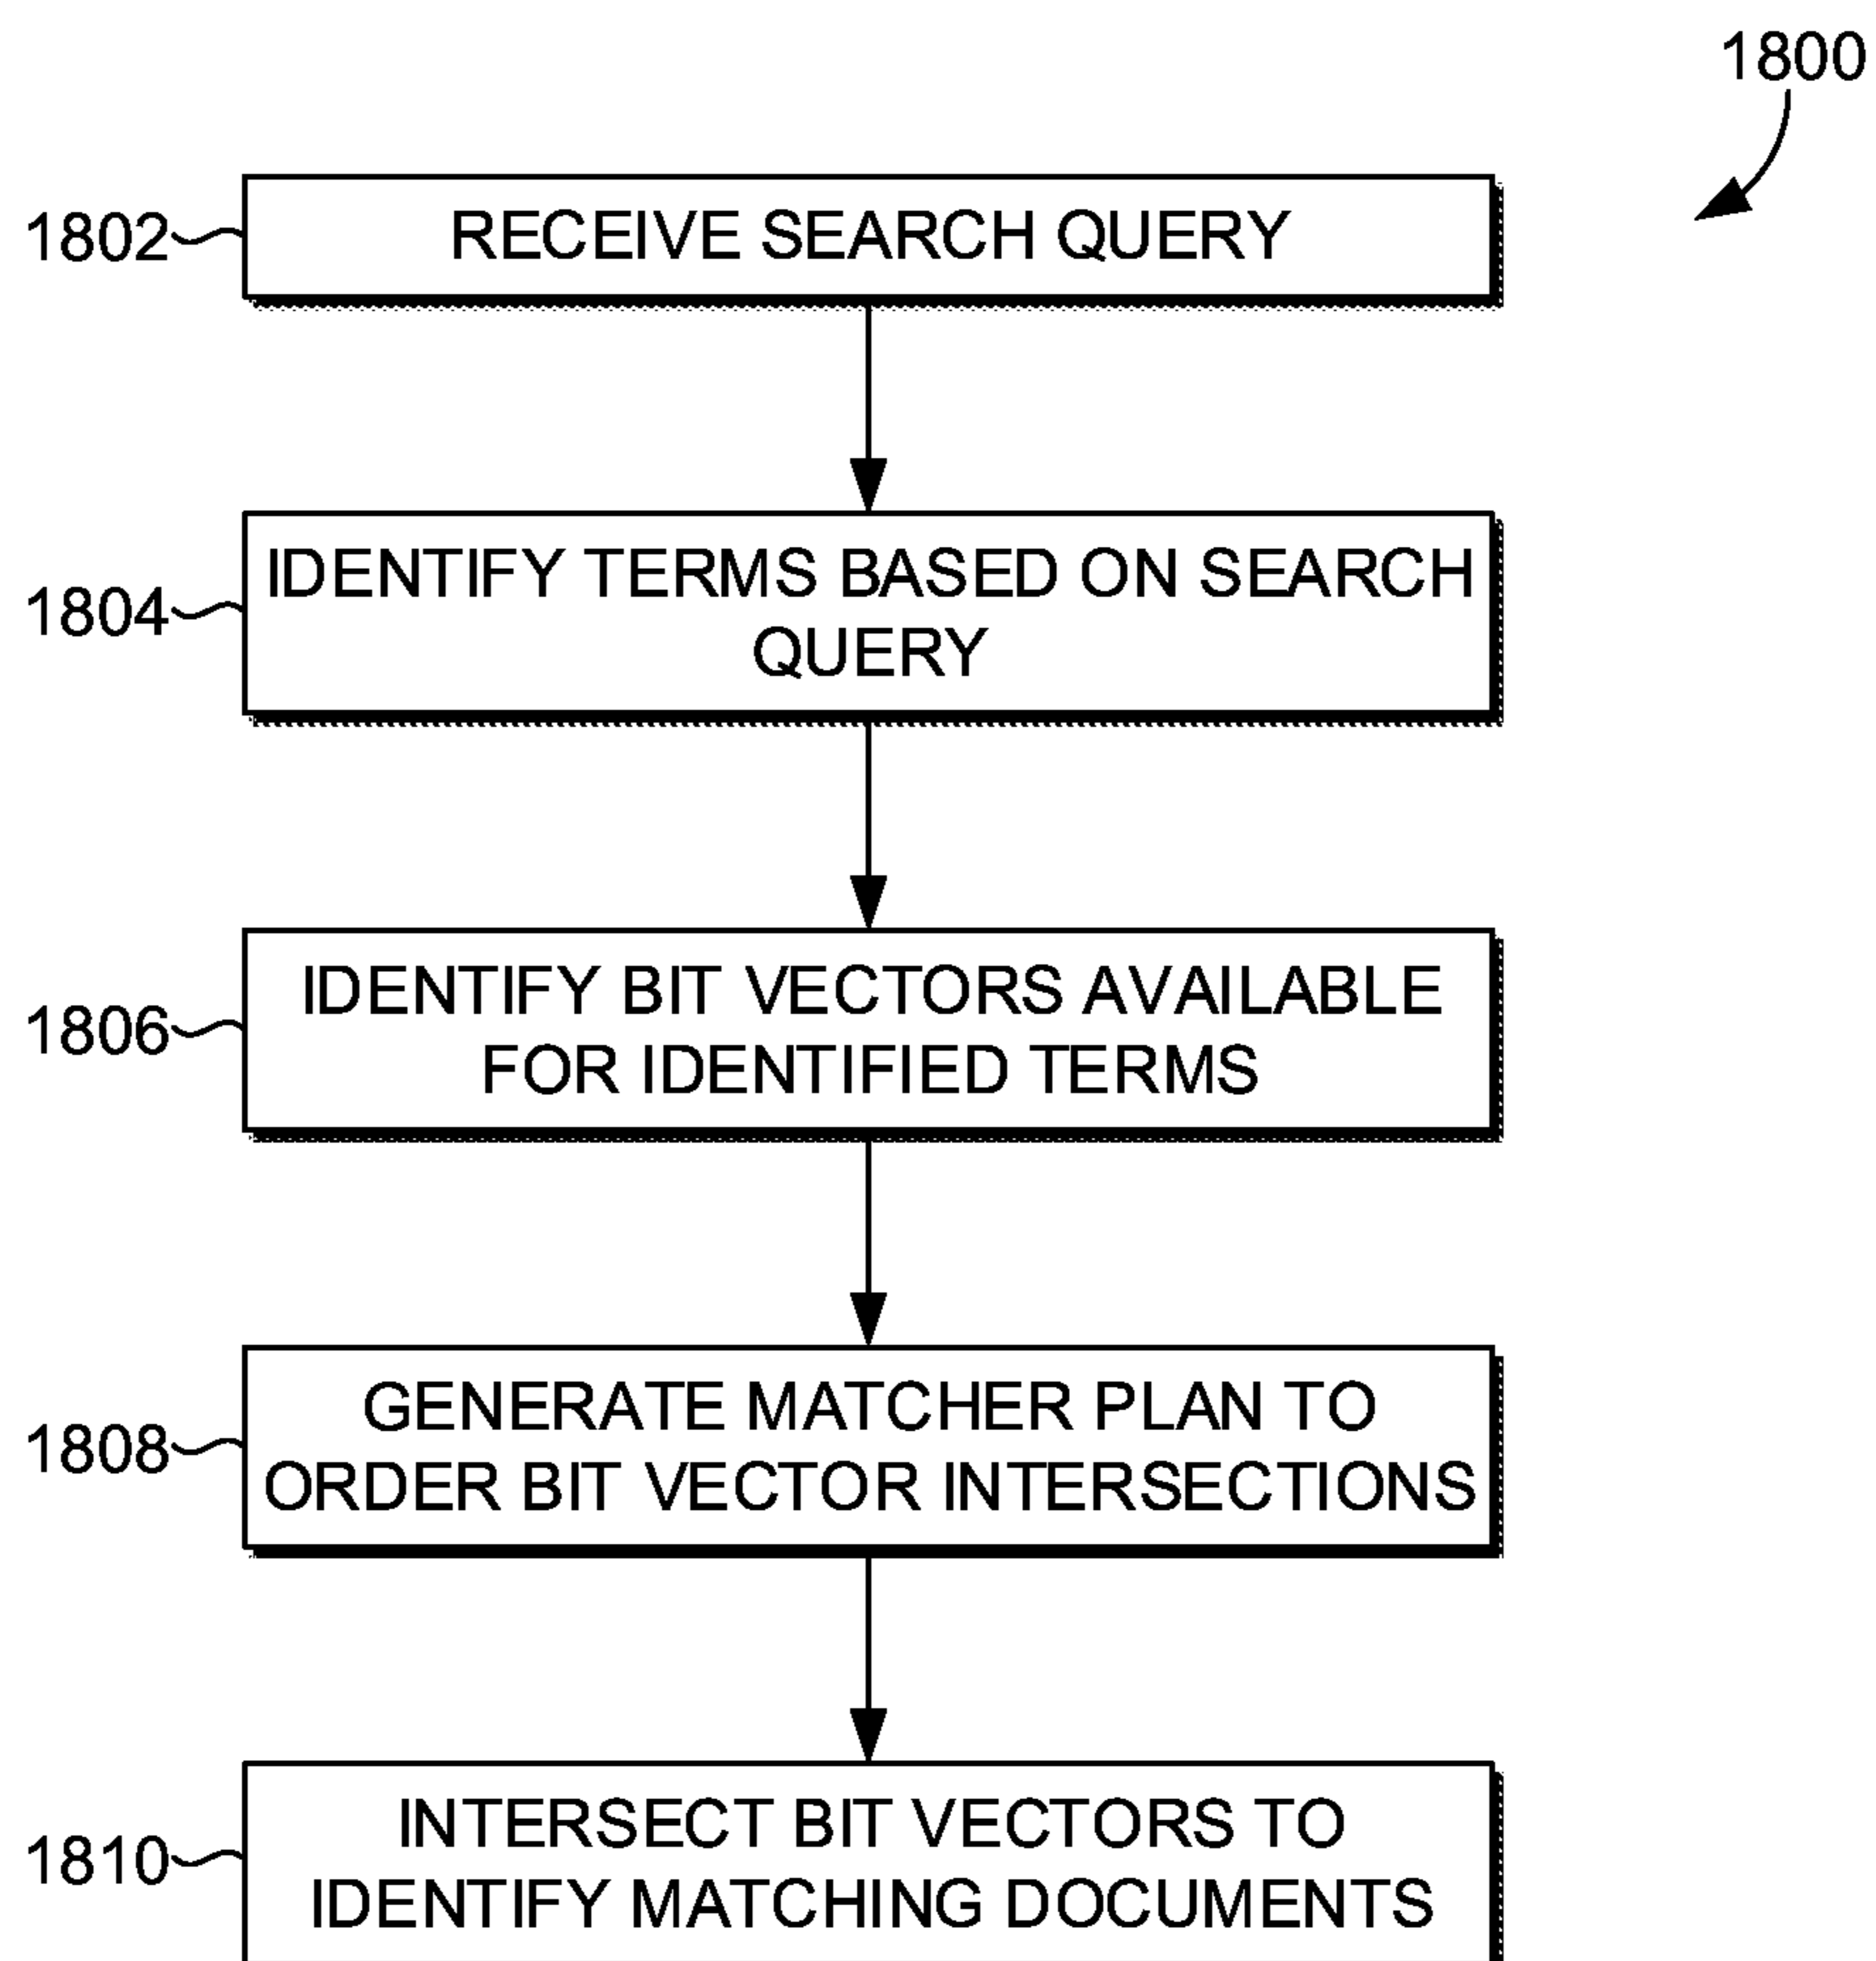 1800
1802
RECEIVE SEARCH QUERY
1804
IDENTIFY TERMS BASED ON SEARCH
QUERY
1806
IDENTIFY BIT VECTORS AVAILABLE
FOR IDENTIFIED TERMS
1808
GENERATE MATCHER PLAN TO
ORDER BIT VECTOR INTERSECTIONS
1810
INTERSECT BIT VECTORS TO
IDENTIFY MATCHING DOCUMENTS